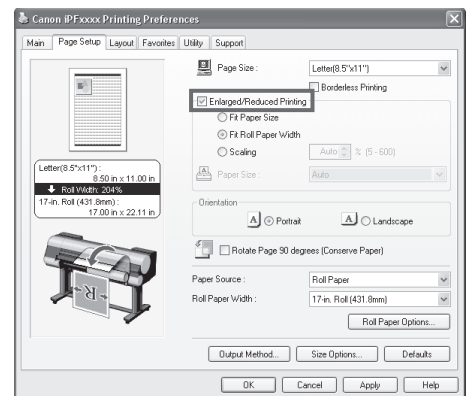 Canon iPFxxxx Printing Preferences
Main Page Setup Layout Favorites Utility Support
Page Size : Letter(8.5"x11")
Borderless Printing
Enlarged/Reduced Printing
Fit Paper Size
Fit Roll Paper Width
Scaling Auto % (5 - 600)
Paper Size : Auto
Letter(8.5"x11") :
8.50 in x 11.00 in
Roll Width: 204%
17-in. Roll (431.8mm) :
17.00 in x 22.11 in
Orientation
A Portrait A Landscape
Rotate Page 90 degrees (Conserve Paper)
R
Paper Source : Roll Paper
Roll Paper Width : 17-in. Roll (431.8mm)
Roll Paper Options...
Output Method... Size Options... Defaults
OK Cancel Apply Help